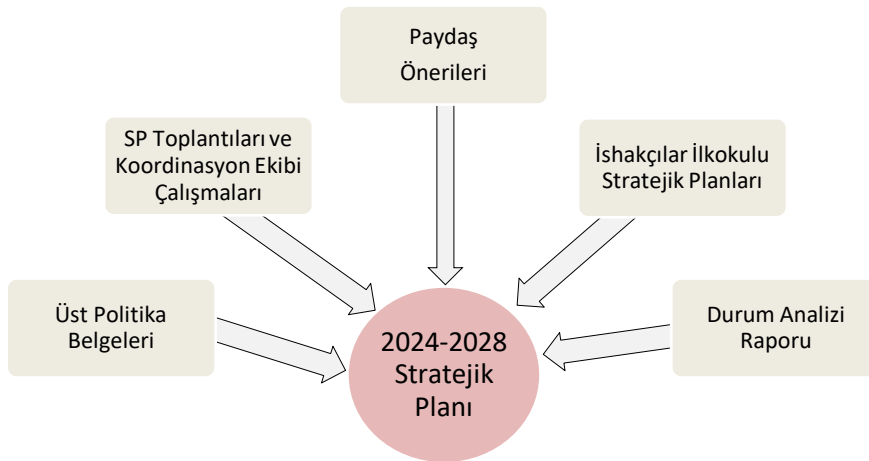 Paydaş
Önerileri
SP Toplantıları ve
Koordinasyon Ekibi
Çalışmaları
İshakçılar İlkokulu
Stratejik Planları
Üst Politika
Belgeleri
Durum Analizi
Raporu
2024-2028
Stratejik
Planı